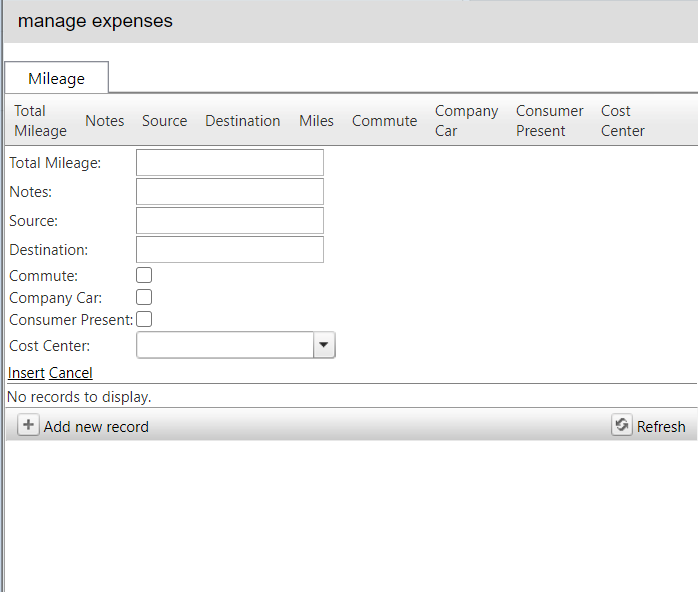 manage expenses
Mileage
Total Mileage Notes Source Destination Miles Commute Company Car Consumer Present Cost Center
Total Mileage:
Notes:
Source:
Destination:
Commute:
Company Car:
Consumer Present:
Cost Center:
Insert Cancel
No records to display.
Add new record Refresh